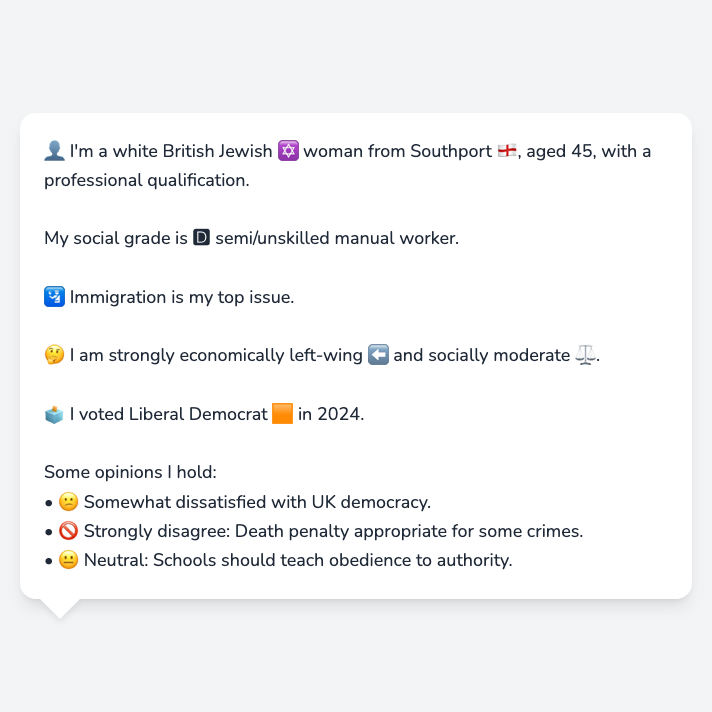 👤 I'm a white British Jewish ✡️ woman from Southport 🏴󠁧󠁢󠁥󠁮󠁧󠁿, aged 45, with a
professional qualification.
My social grade is 🅳 semi/unskilled manual worker.
🛂 Immigration is my top issue.
🤔 I am strongly economically left-wing ⬅️ and socially moderate ⚖️.
🗳️ I voted Liberal Democrat 🟧 in 2024.
Some opinions I hold:
• 🙁 Somewhat dissatisfied with UK democracy.
• 🚫 Strongly disagree: Death penalty appropriate for some crimes.
• 😐 Neutral: Schools should teach obedience to authority.